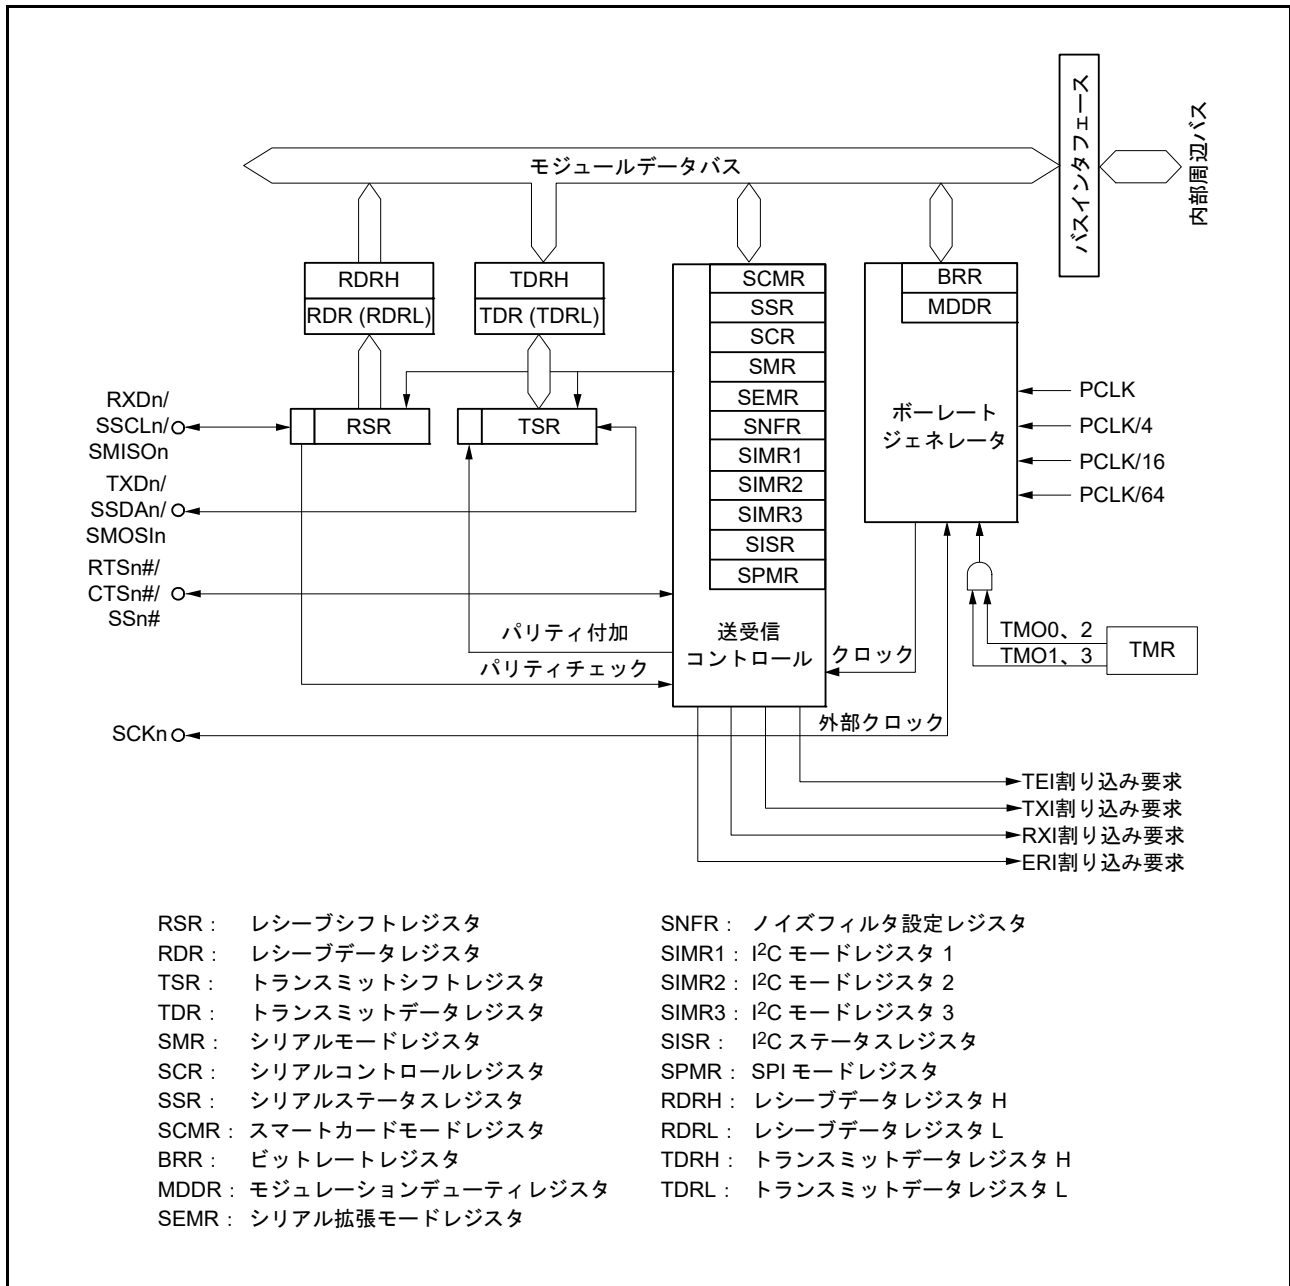 モジュールデータバス
バスインタフェース
内部周辺バス
RDRH
RDR (RDRL)
TDRH
TDR (TDRL)
SCMR
SSR
SCR
SMR
SEMR
SNFR
SIMR1
SIMR2
SIMR3
SISR
SPMR
送受信
コントロール
BRR
MDDR
ボーレート
ジェネレータ
PCLK
PCLK/4
PCLK/16
PCLK/64
RXDn/
SSCLn/
SMISOn
RSR
TSR
TXDn/
SSDAn/
SMOSIn
RTSn#/
CTSn#/
SSn#
パリティ付加
パリティチェック
クロック
TMO0、2
TMO1、3
TMR
SCKn
外部クロック
TEI割り込み要求
TXI割り込み要求
RXI割り込み要求
ERI割り込み要求
RSR : レシーブシフトレジスタ
RDR : レシーブデータレジスタ
TSR : トランスミットシフトレジスタ
TDR : トランスミットデータレジスタ
SMR : シリアルモードレジスタ
SCR : シリアルコントロールレジスタ
SSR : シリアルステータスレジスタ
SCMR : スマートカードモードレジスタ
BRR : ビットレートレジスタ
MDDR : モジュレーションデューティレジスタ
SEMR : シリアル拡張モードレジスタ
SNFR : ノイズフィルタ設定レジスタ
SIMR1 : I²C モードレジスタ 1
SIMR2 : I²C モードレジスタ 2
SIMR3 : I²C モードレジスタ 3
SISR : I²C ステータスレジスタ
SPMR : SPI モードレジスタ
RDRH : レシーブデータレジスタ H
RDRL : レシーブデータレジスタ L
TDRH : トランスミットデータレジスタ H
TDRL : トランスミットデータレジスタ L